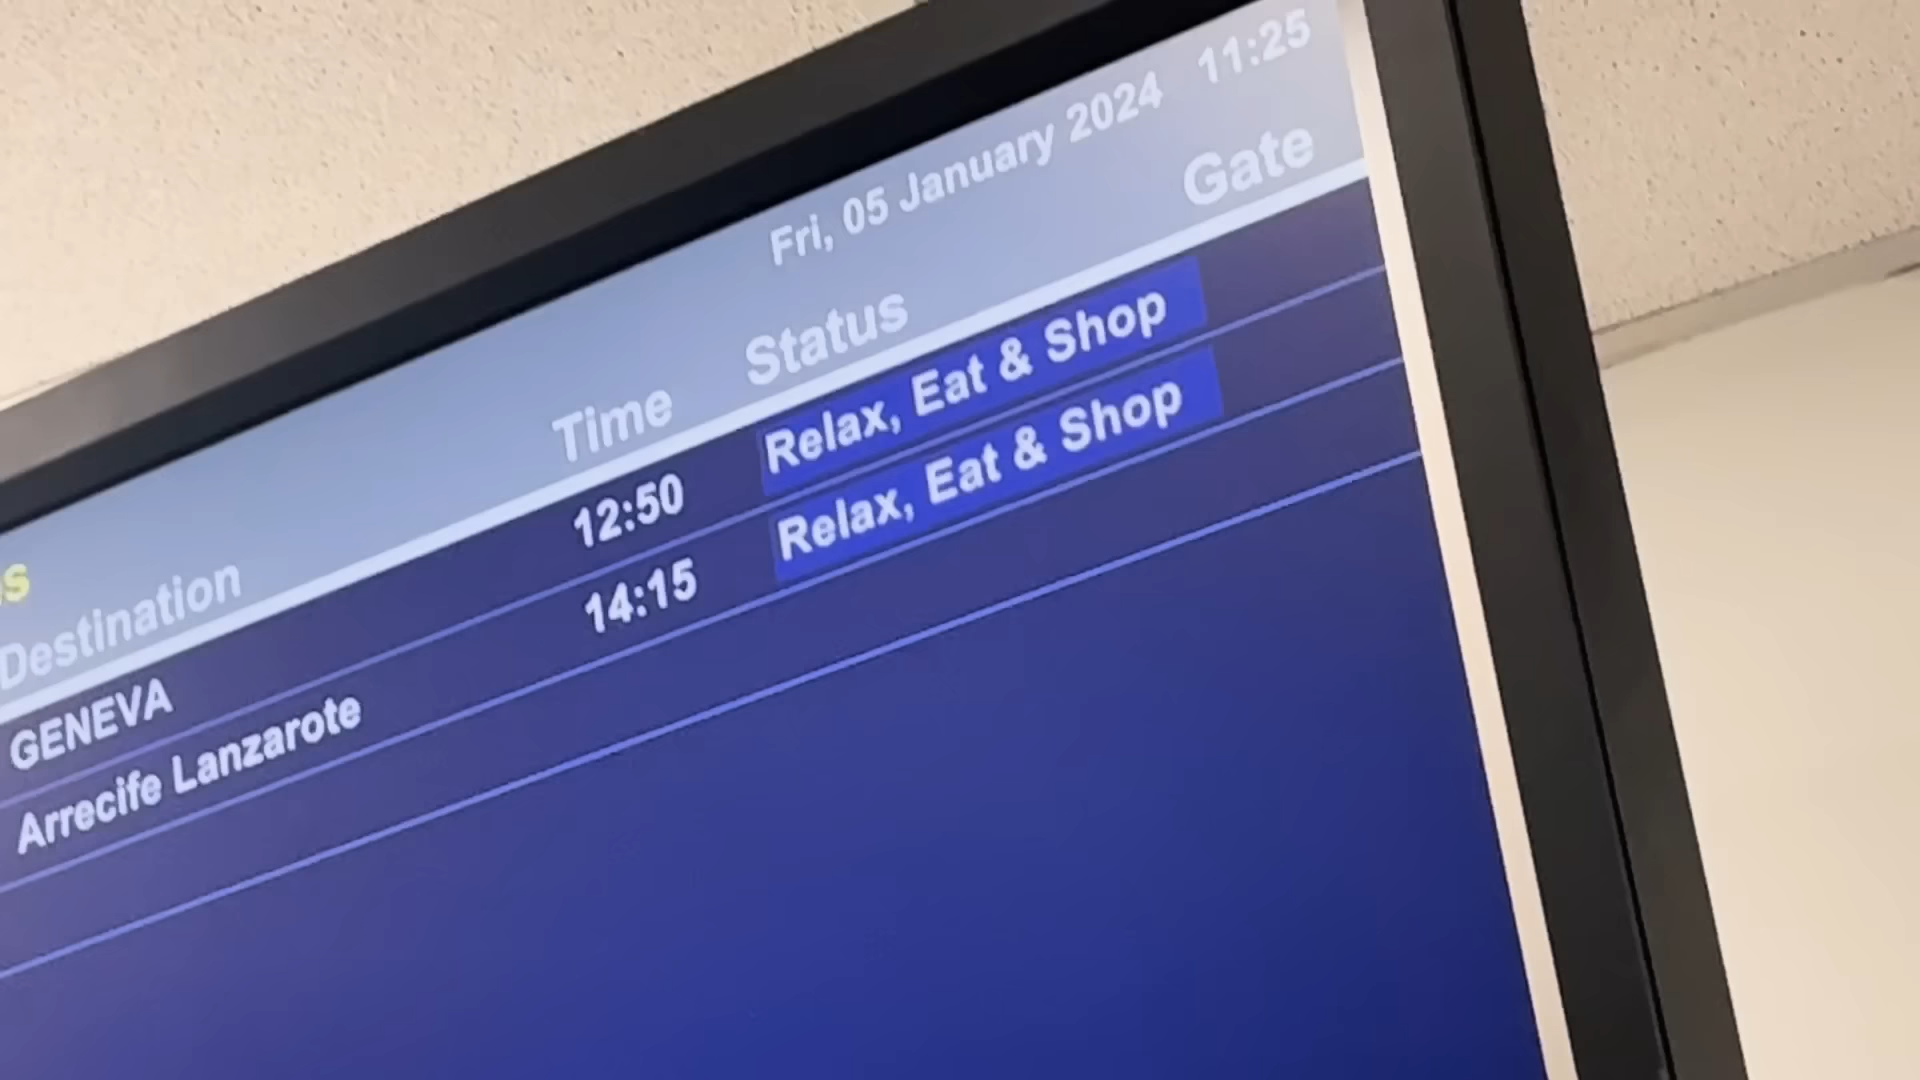 Fri, 05 January 2024 11:25
s
Destination Time Status Gate
GENEVA 12:50 Relax, Eat & Shop
Arrecife Lanzarote 14:15 Relax, Eat & Shop